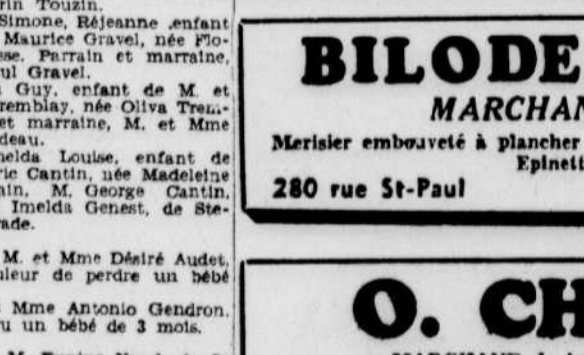 rin Touzin.
Simone, Réjeanne ,enfant
Maurice Gravel, née Flo-
sse. Parrain et marraine,
ul Gravel.
Guy, enfant de M. et
remblay, née Oliva Trem-
et marraine, M. et Mme
deau.
nelda Louise, enfant de
ric Cantin, née Madeleine
ain, M. George Cantin,
Imelda Genest, de Ste-
rade.
M. et Mme Désiré Audet,
uleur de perdre un bébé
Mme Antonio Gendron,
u un bébé de 3 mois.
BILODE
MARCHAN
Merisier embouveté à plancher
Epinett
280 rue St-Paul
O. CH